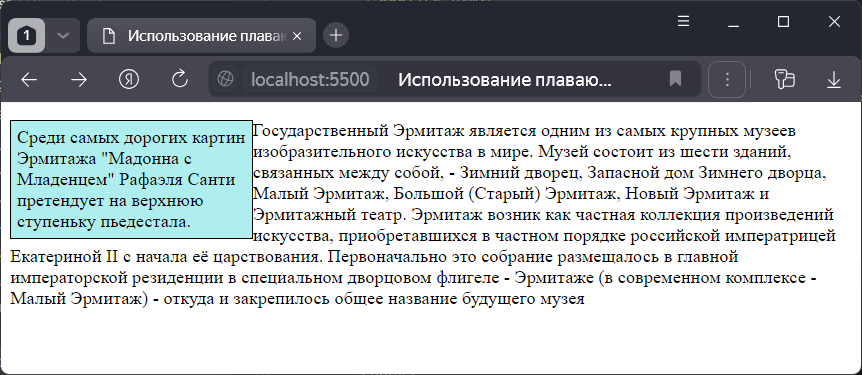 1
Использование плавак
localhost:5500
Использование плаваю...
Среди самых дорогих картин
Эрмитажа "Мадонна с
Младенцем" Рафаэля Санти
претендует на верхнюю
ступеньку пьедестала.
Государственный Эрмитаж является одним из самых крупных музеев
изобразительного искусства в мире. Музей состоит из шести зданий,
связанных между собой, - Зимний дворец, Запасной дом Зимнего дворца,
Малый Эрмитаж, Большой (Старый) Эрмитаж, Новый Эрмитаж и
Эрмитажный театр. Эрмитаж возник как частная коллекция произведений
искусства, приобретавшихся в частном порядке российской императрицей
Екатериной II с начала её царствования. Первоначально это собрание размещалось в главной
императорской резиденции в специальном дворцовом флигеле - Эрмитаже (в современном комплексе -
Малый Эрмитаж) - откуда и закрепилось общее название будущего музея